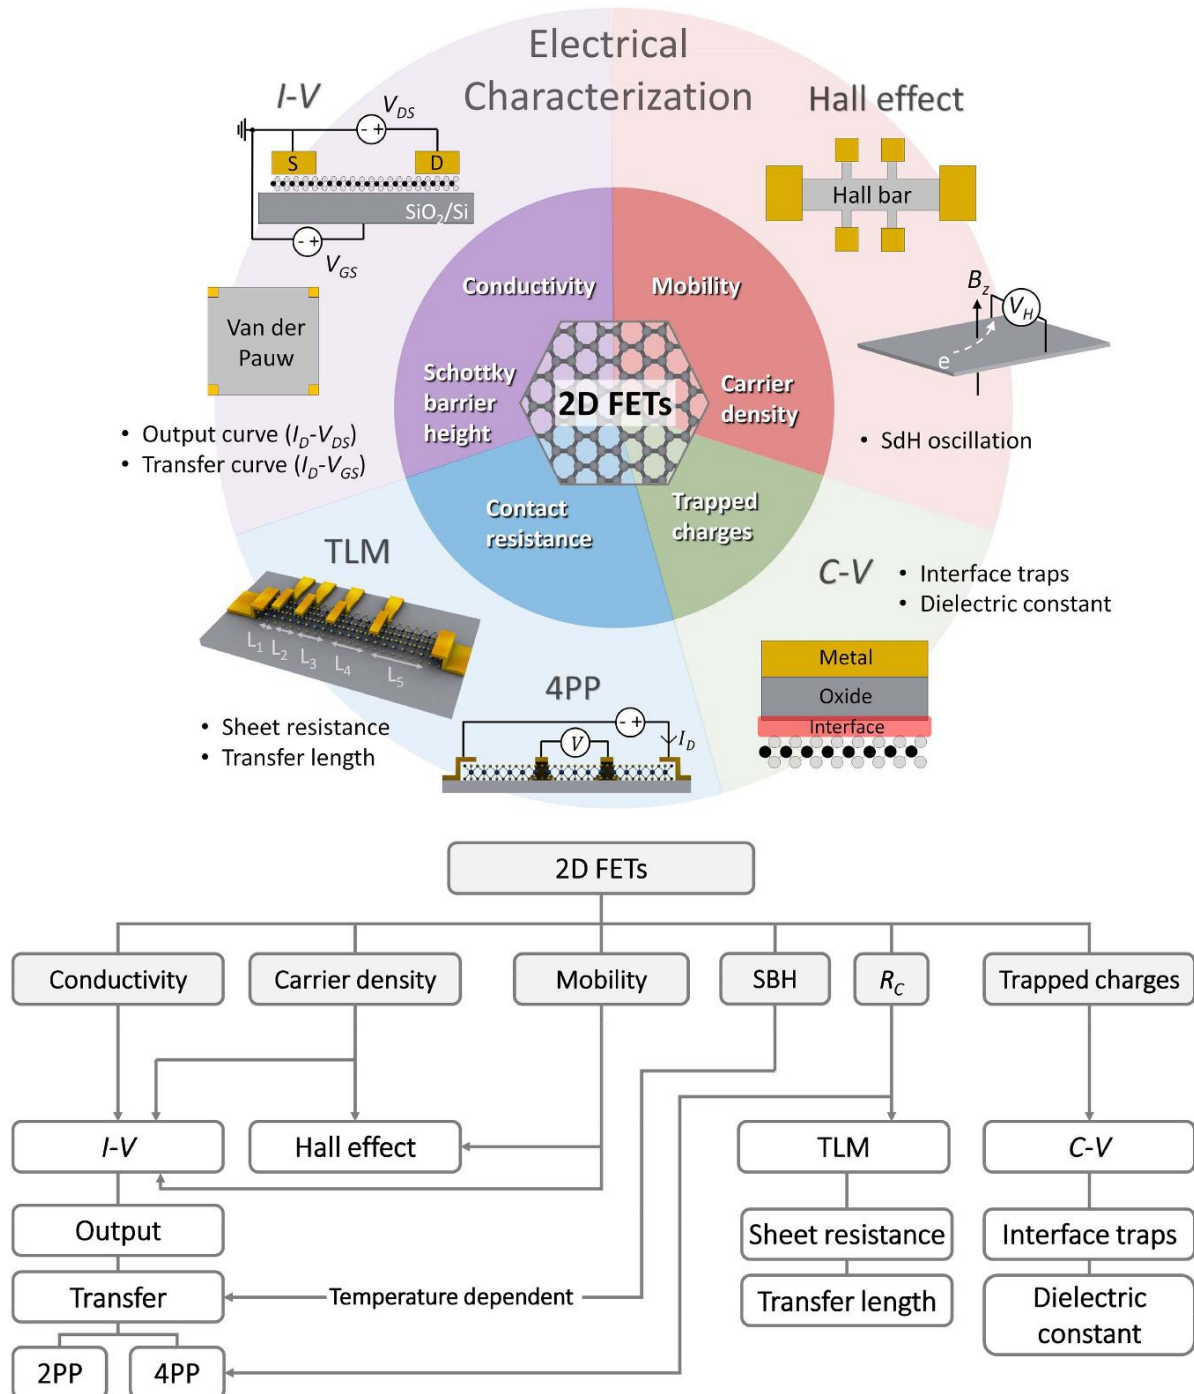 Electrical
Characterization
I-V
V_DS
S
D
SiO2/Si
V_GS
Van der
Pauw
• Output curve (I_D-V_DS)
• Transfer curve (I_D-V_GS)
Hall effect
Hall bar
B_z
V_H
e
• SdH oscillation
Conductivity
Mobility
Schottky
barrier
height
2D FETs
Carrier
density
Contact
resistance
Trapped
charges
TLM
L1
L2
L3
L4
L5
• Sheet resistance
• Transfer length
4PP
V
I_D
C-V
• Interface traps
• Dielectric constant
Metal
Oxide
Interface
2D FETs
Conductivity
Carrier density
Mobility
SBH
R_C
Trapped charges
I-V
Hall effect
TLM
C-V
Output
Sheet resistance
Interface traps
Transfer
Temperature dependent
Transfer length
Dielectric
constant
2PP
4PP